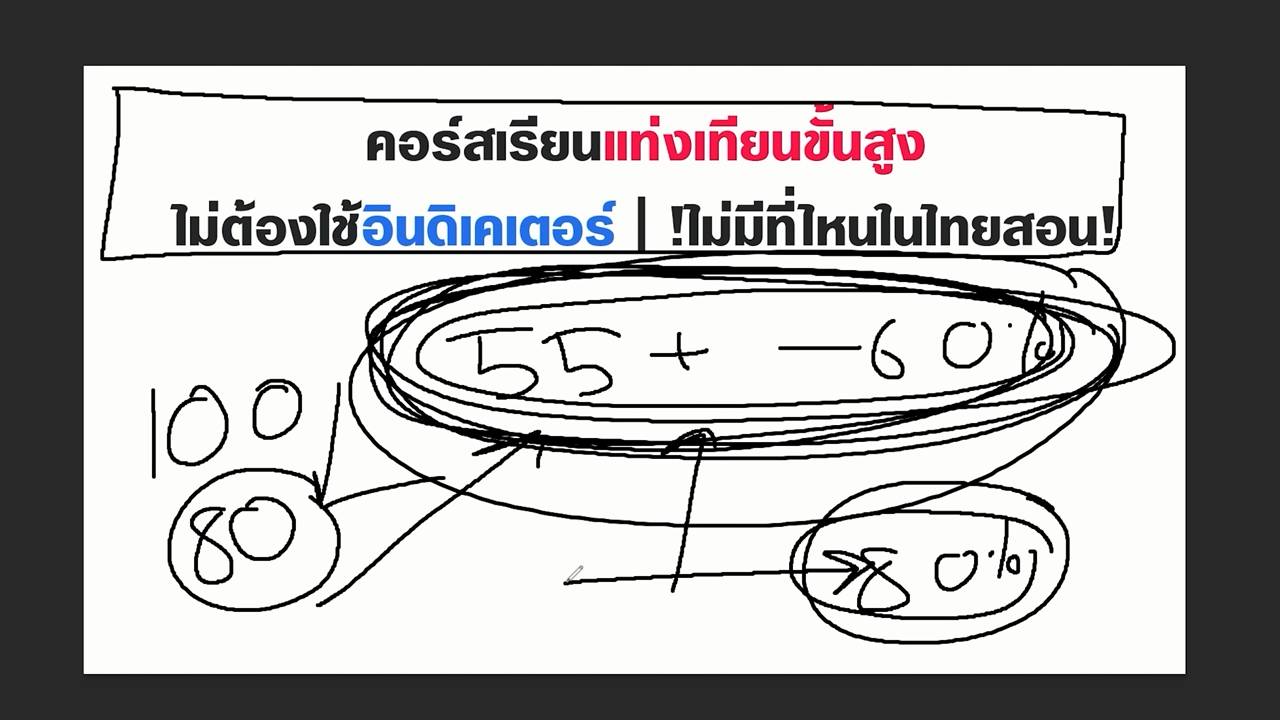 คอร์สเรียนแท่งเทียนขั้นสูง
ไม่ต้องใช้อินดิเคเตอร์ | !ไม่มีที่ไหนในไทยสอน!
55+ — 60%
100
80
80%